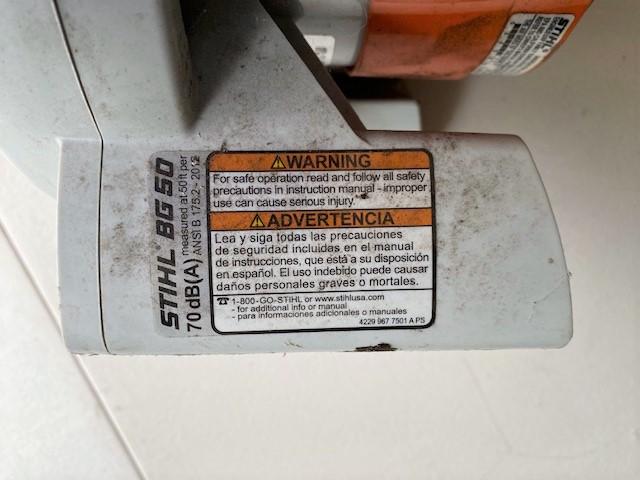 STIHL
STIHL BG 50
70 dB(A) measured at 50 ft per
ANSI B 175.2 - 2012
WARNING
For safe operation read and follow all safety
precautions in instruction manual - improper
use can cause serious injury.
ADVERTENCIA
Lea y siga todas las precauciones
de seguridad incluidas en el manual
de instrucciones, que está a su disposición
en español. El uso indebido puede causar
daños personales graves o mortales.
1-800-GO-STIHL or www.stihlusa.com
- for additional info or manual
- para informaciones adicionales o manuales
4229 967 7501 A PS